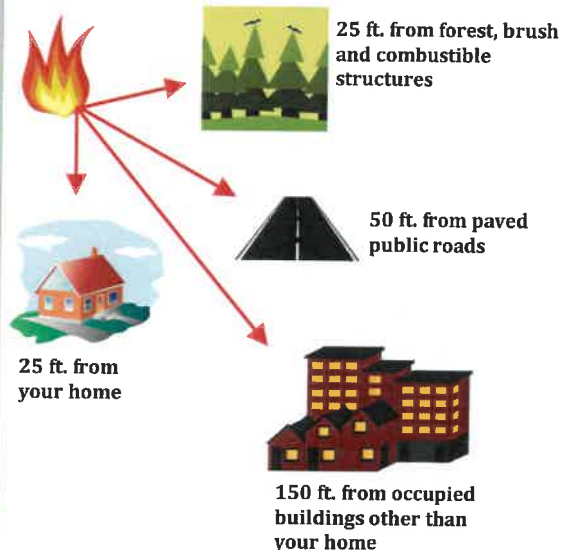 25 ft. from forest, brush
and combustible
structures
50 ft. from paved
public roads
25 ft. from
your home
150 ft. from occupied
buildings other than
your home